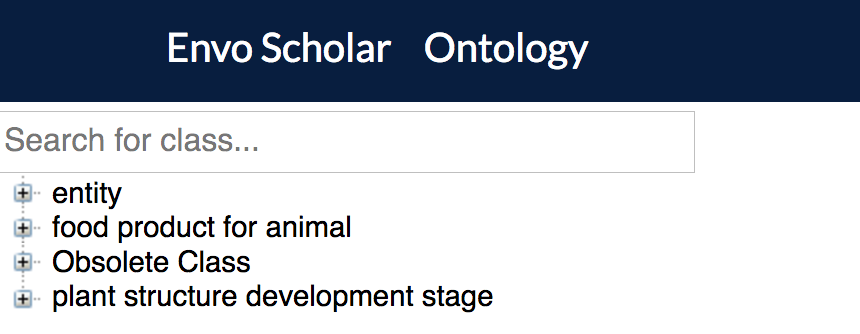 Envo Scholar Ontology
Search for class...
entity
food product for animal
Obsolete Class
plant structure development stage